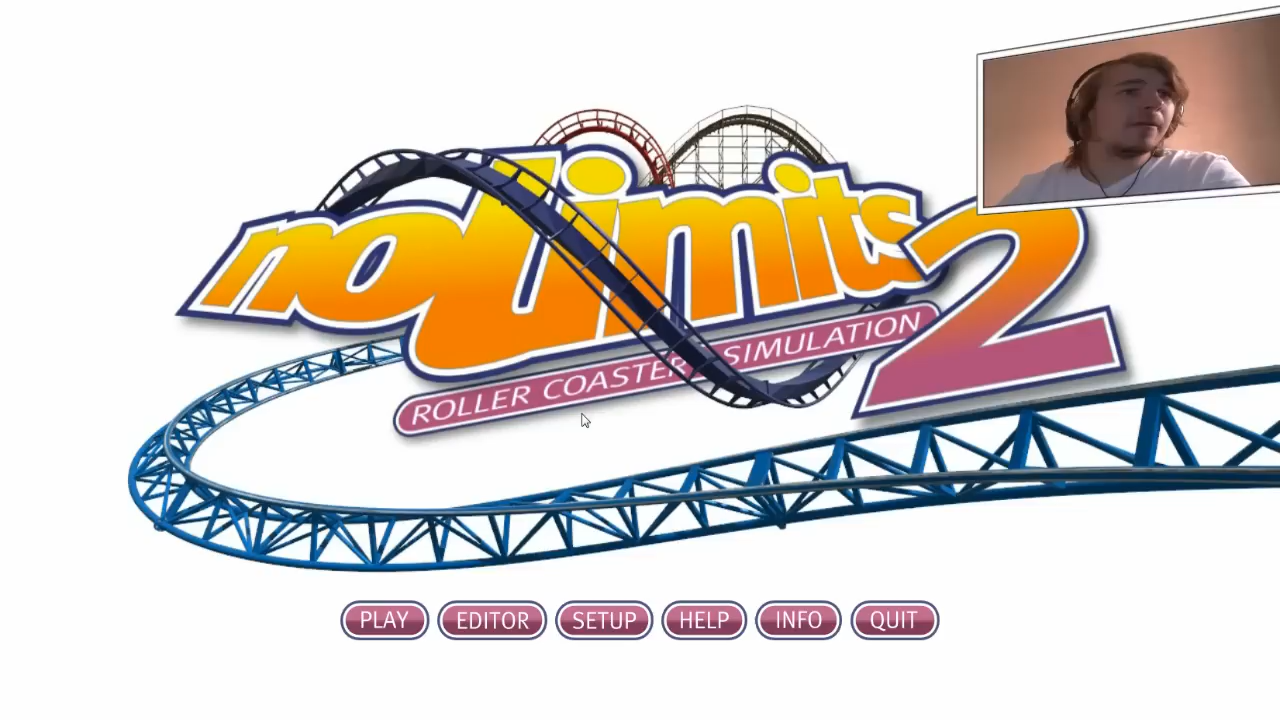 noLimits 2
ROLLER COASTER SIMULATION
PLAY EDITOR SETUP HELP INFO QUIT